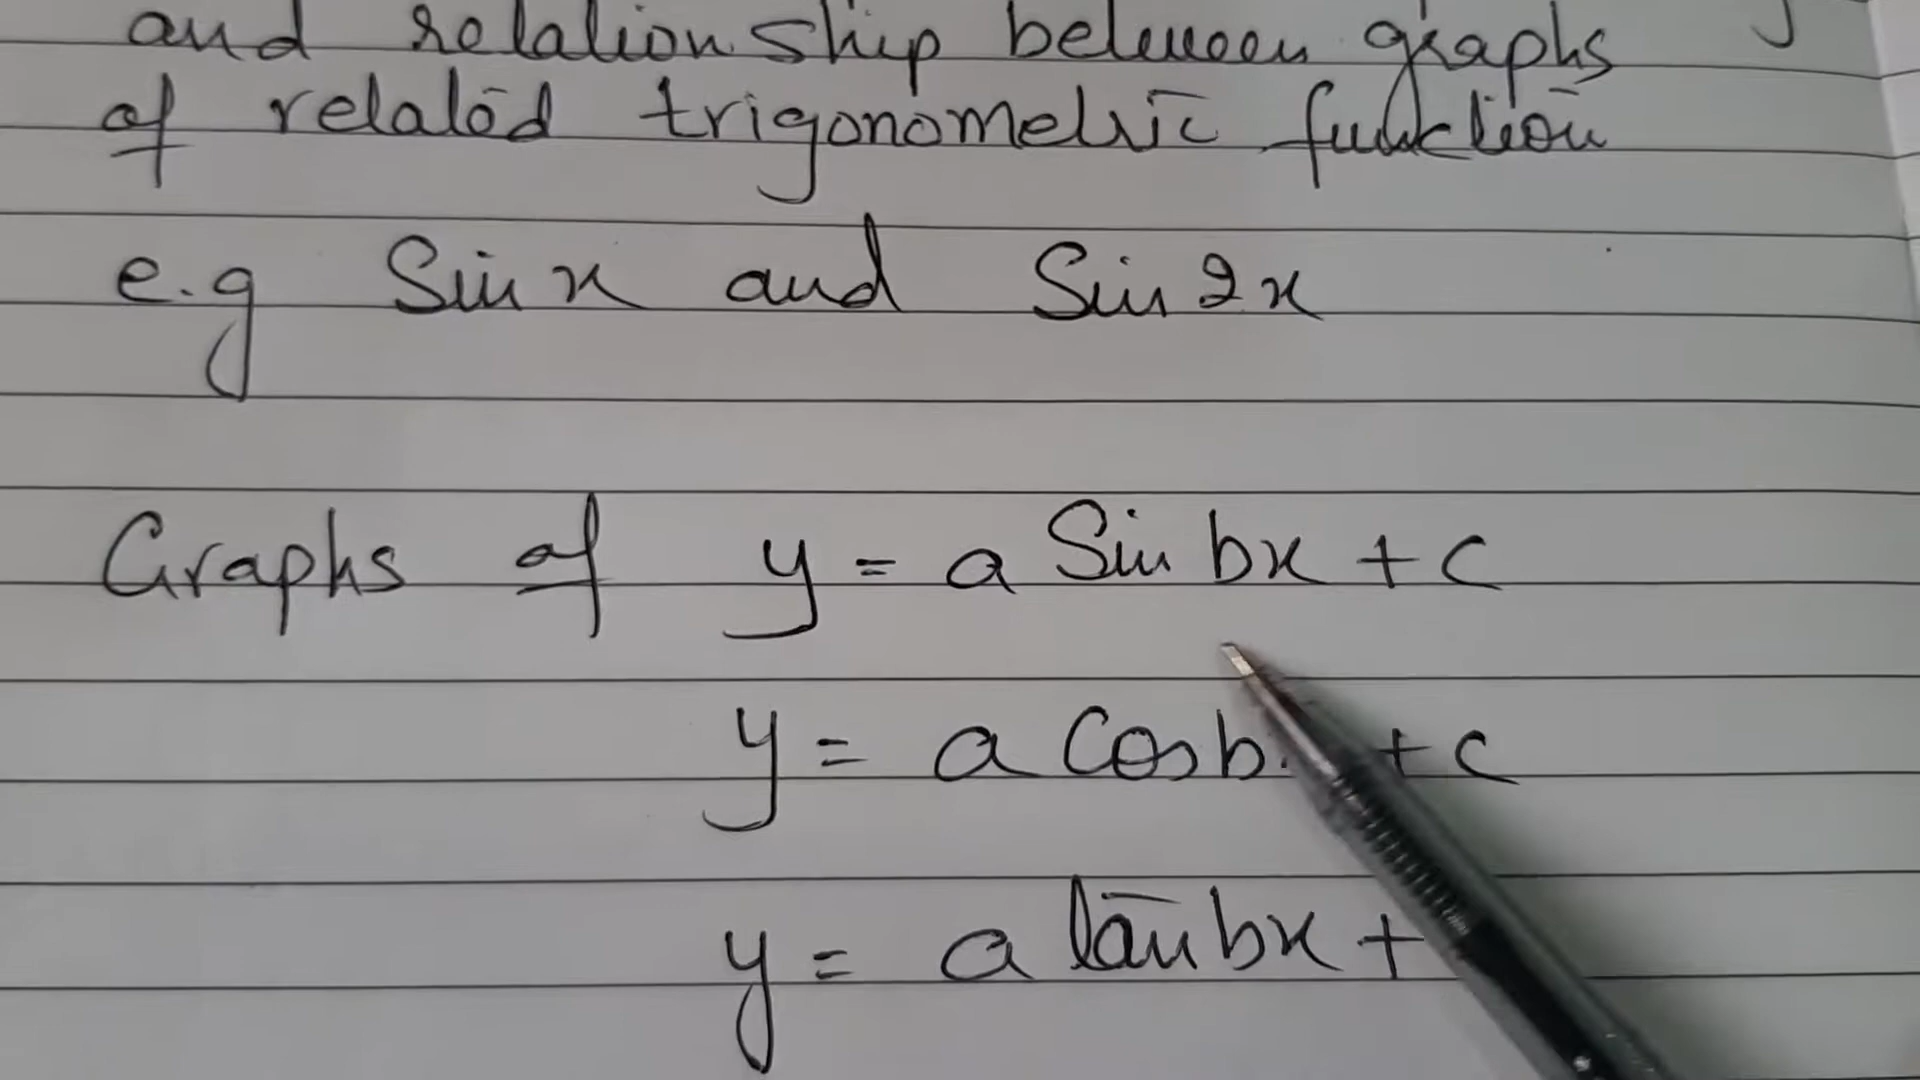 and relationship between graphs
of related trigonometric function
e.g Sin x and Sin 2x
Graphs of y = a Sin bx + c
y = a Cos b + c
y = a tan bx +